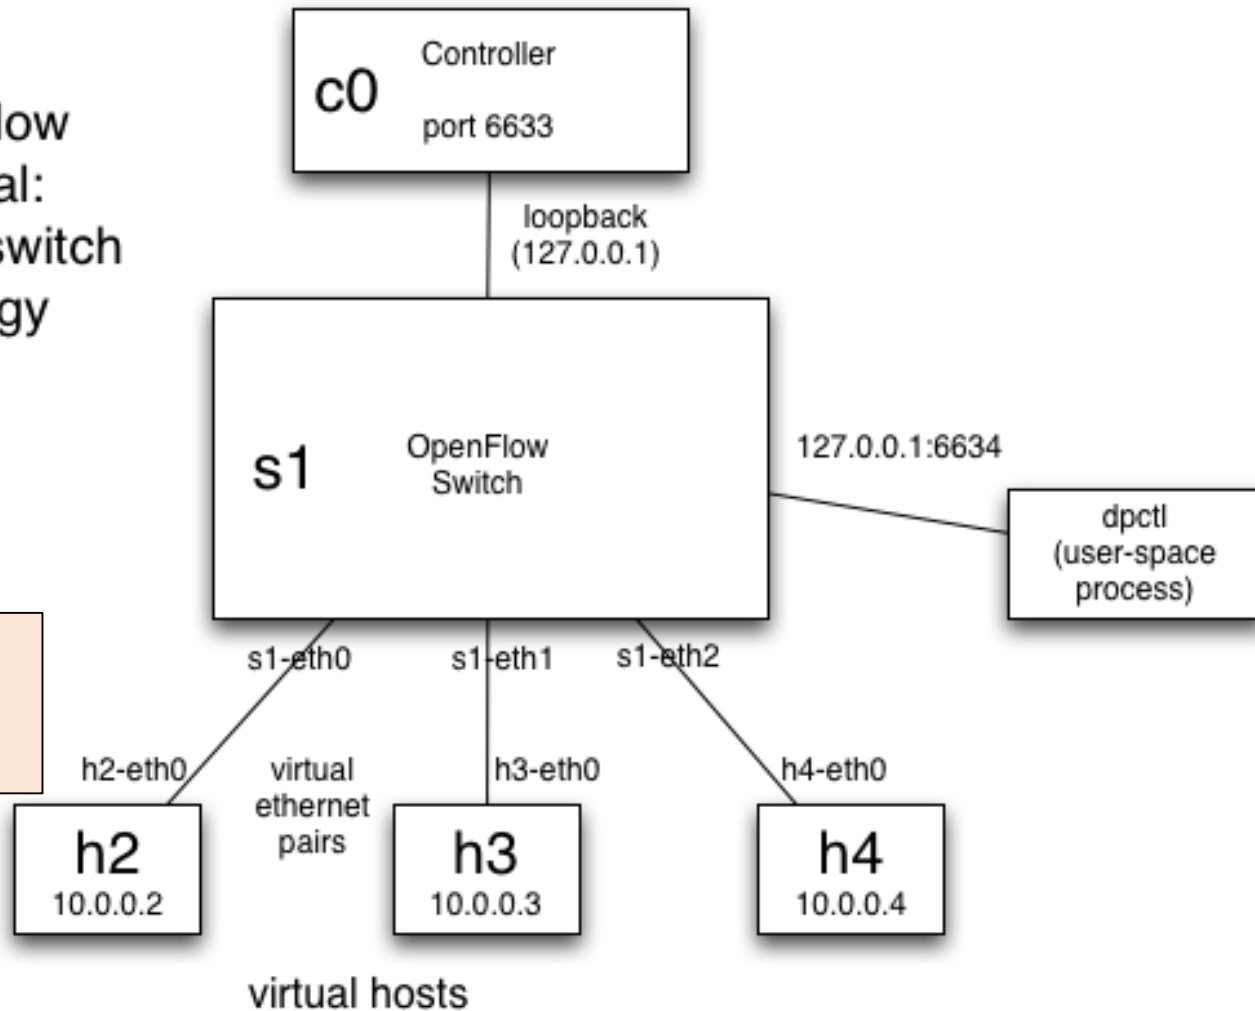 low
al:
switch
gy
c0
Controller
port 6633
loopback
(127.0.0.1)
s1
OpenFlow
Switch
127.0.0.1:6634
dpctl
(user-space
process)
s1-eth0
s1-eth1
s1-eth2
h2-eth0
virtual
ethernet
pairs
h3-eth0
h4-eth0
h2
10.0.0.2
h3
10.0.0.3
h4
10.0.0.4
virtual hosts